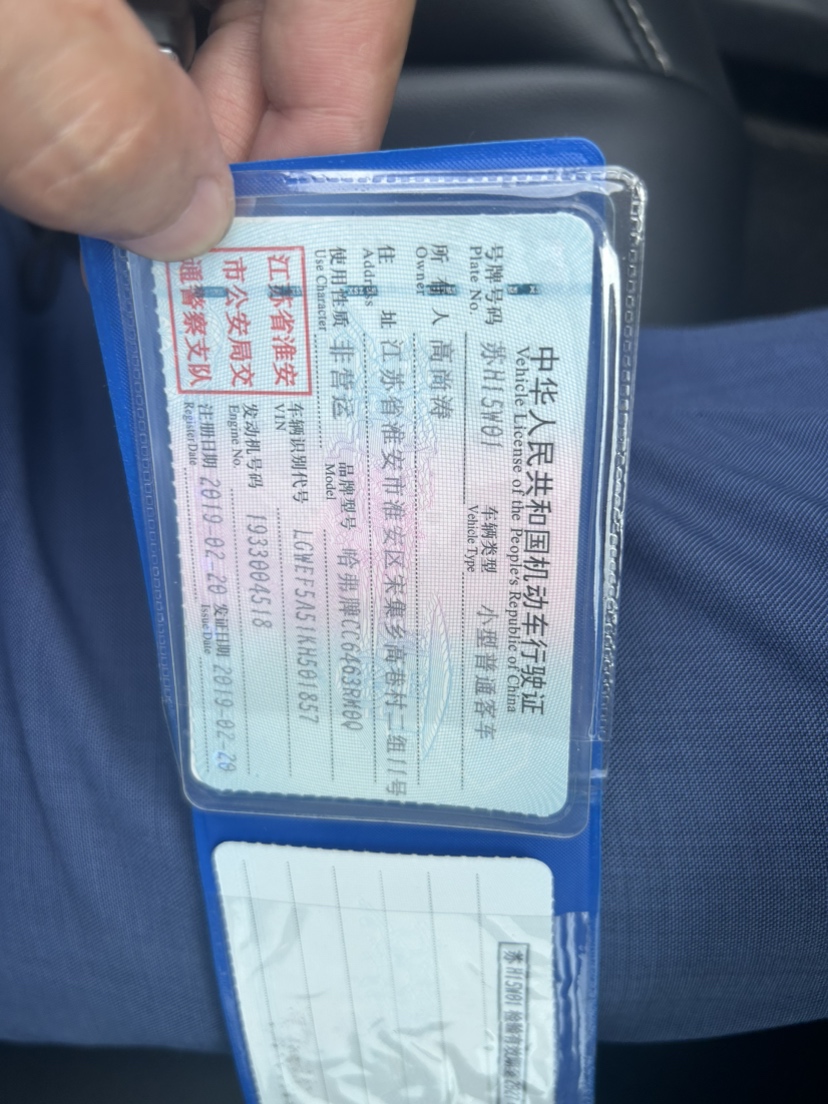 中华人民共和国机动车行驶证
Vehicle License of the People's Republic of China
号牌号码 苏H15W01 车辆类型 小型普通客车
Plate No. Vehicle Type
所有人 高尚涛
Owner
住 址 江苏省淮安市淮安区宋集乡高巷村二组11号
Address
使用性质 非营运 品牌型号 哈弗牌CC6463RM0Q
Use Character Model
江苏省淮安
市公安局交
通警察支队
车辆识别代号 LGWEF5A51KH501857
VIN
发动机号码 1933004518
Engine No.
注册日期 2019-02-20 发证日期 2019-02-20
Register Date Issue Date
苏H15W01